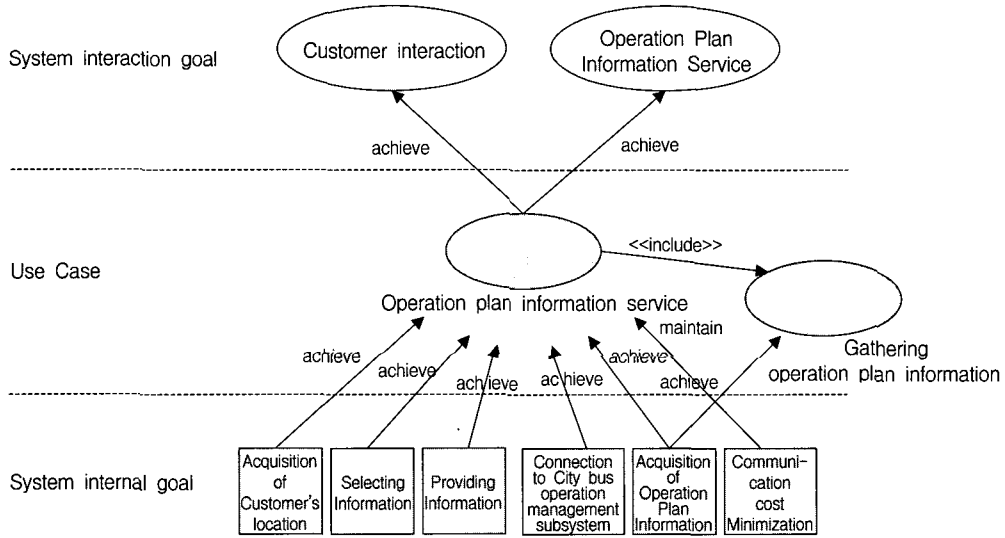 System interaction goal
Customer interaction
Operation Plan
Information Service
achieve
achieve
Use Case
<<include>>
Operation plan information service
maintain
Gathering
operation plan information
achieve
achieve
achieve
achieve
achieve
achieve
System internal goal
Acquisition
of
Customer's
location
Selecting
Information
Providing
Information
Connection
to City bus
operation
management
subsystem
Acquisition
of
Operation
Plan
Information
Communi-
cation
cost
Minimization